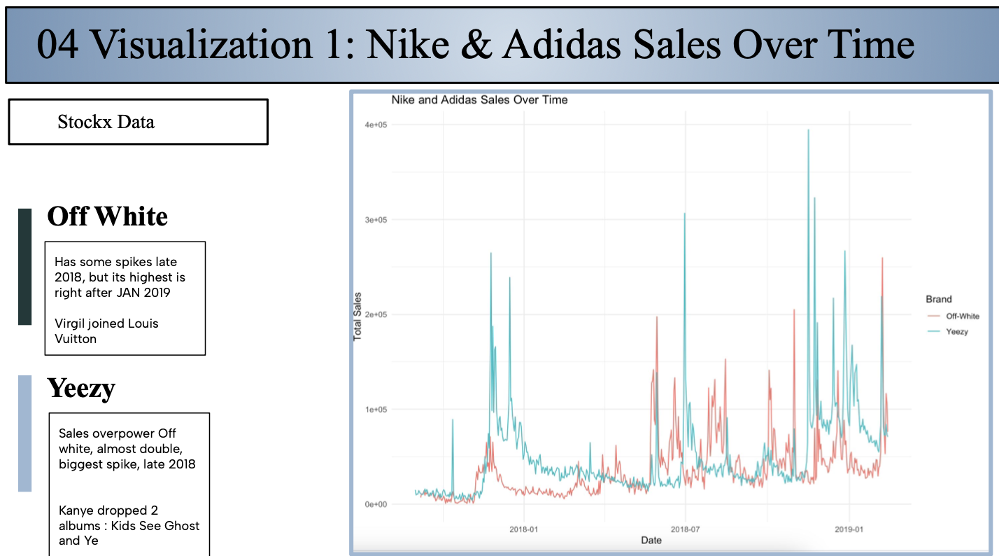 04 Visualization 1: Nike & Adidas Sales Over Time
Stockx Data
Off White
Has some spikes late
2018, but its highest is
right after JAN 2019
Virgil joined Louis
Vuitton
Yeezy
Sales overpower Off
white, almost double,
biggest spike, late 2018
Kanye dropped 2
albums : Kids See Ghost
and Ye
Nike and Adidas Sales Over Time
Total Sales
4e+05
3e+05
2e+05
1e+05
0e+00
2018-01
2018-07
2019-01
Date
Brand
Off-White
Yeezy